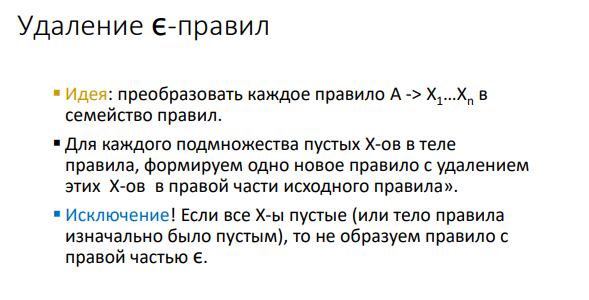 Удаление ϵ-правил
▪ Идея: преобразовать каждое правило A -> X₁…Xₙ в
семейство правил.
▪ Для каждого подмножества пустых X-ов в теле
правила, формируем одно новое правило с удалением
этих X-ов в правой части исходного правила».
▪ Исключение! Если все X-ы пустые (или тело правила
изначально было пустым), то не образуем правило с
правой частью ϵ.